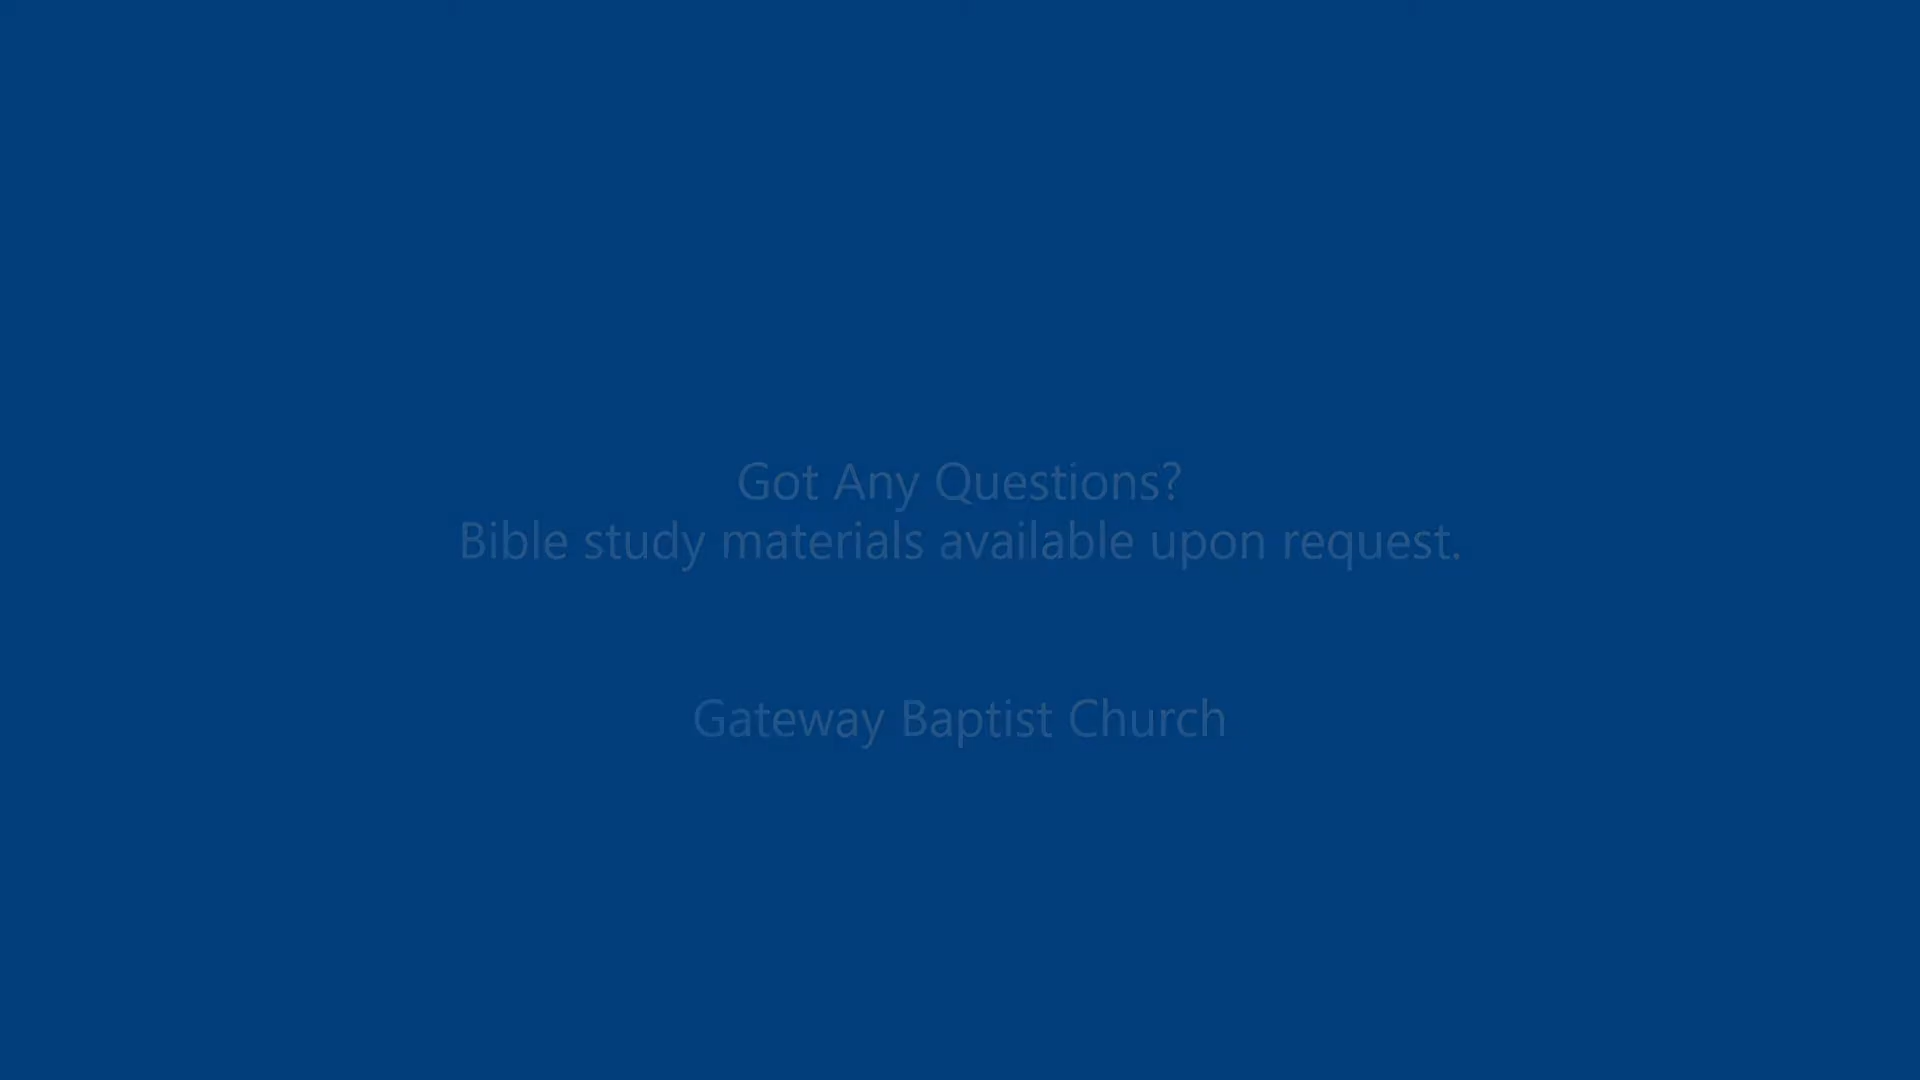 Got Any Questions?
Bible study materials available upon request.
Gateway Baptist Church